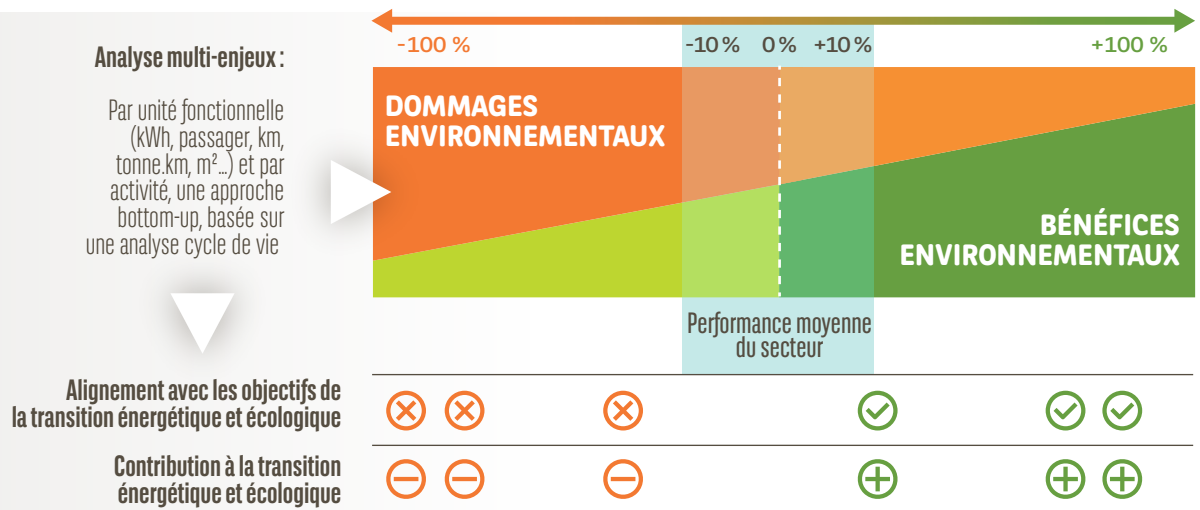 -100 %
-10 %
0 %
+10 %
+100 %
Analyse multi-enjeux :
Par unité fonctionnelle
(kWh, passager, km,
tonne.km, m²...) et par
activité, une approche
bottom-up, basée sur
une analyse cycle de vie
DOMMAGES
ENVIRONNEMENTAUX
BÉNÉFICES
ENVIRONNEMENTAUX
Performance moyenne
du secteur
Alignement avec les objectifs de
la transition énergétique et écologique
Contribution à la transition
énergétique et écologique